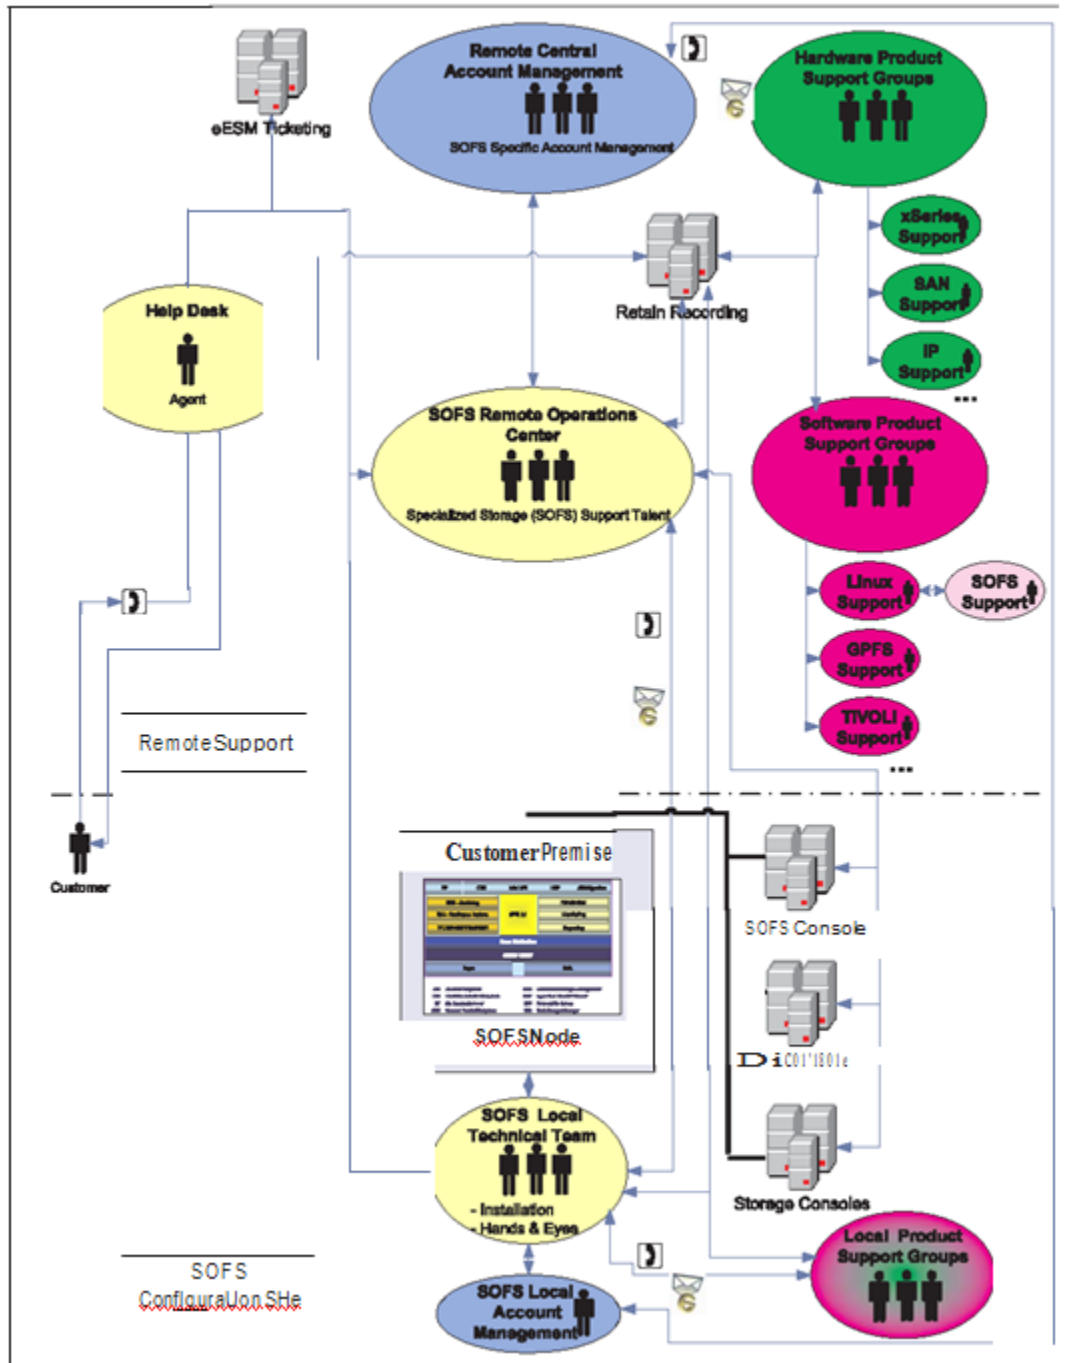 Remote Central
Account Management
SOFS Specific Account Management
Hardware Product
Support Groups
eESM Ticketing
xSeries
Support
SAN
Support
IP
Support
...
Retain Recording
Help Desk
Agent
SOFS Remote Operations
Center
Specialized Storage (SOFS) Support Talent
Software Product
Support Groups
Linux
Support
SOFS
Support
GPFS
Support
TIVOLI
Support
...
RemoteSupport
Customer
CustomerPremise
SOFSNode
SOFS Console
Storage Consoles
SOFS Local
Technical Team
- Installation
- Hands & Eyes
Local Product
Support Groups
SOFS
ConfiguraUon SHe
SOFS Local
Account
Management